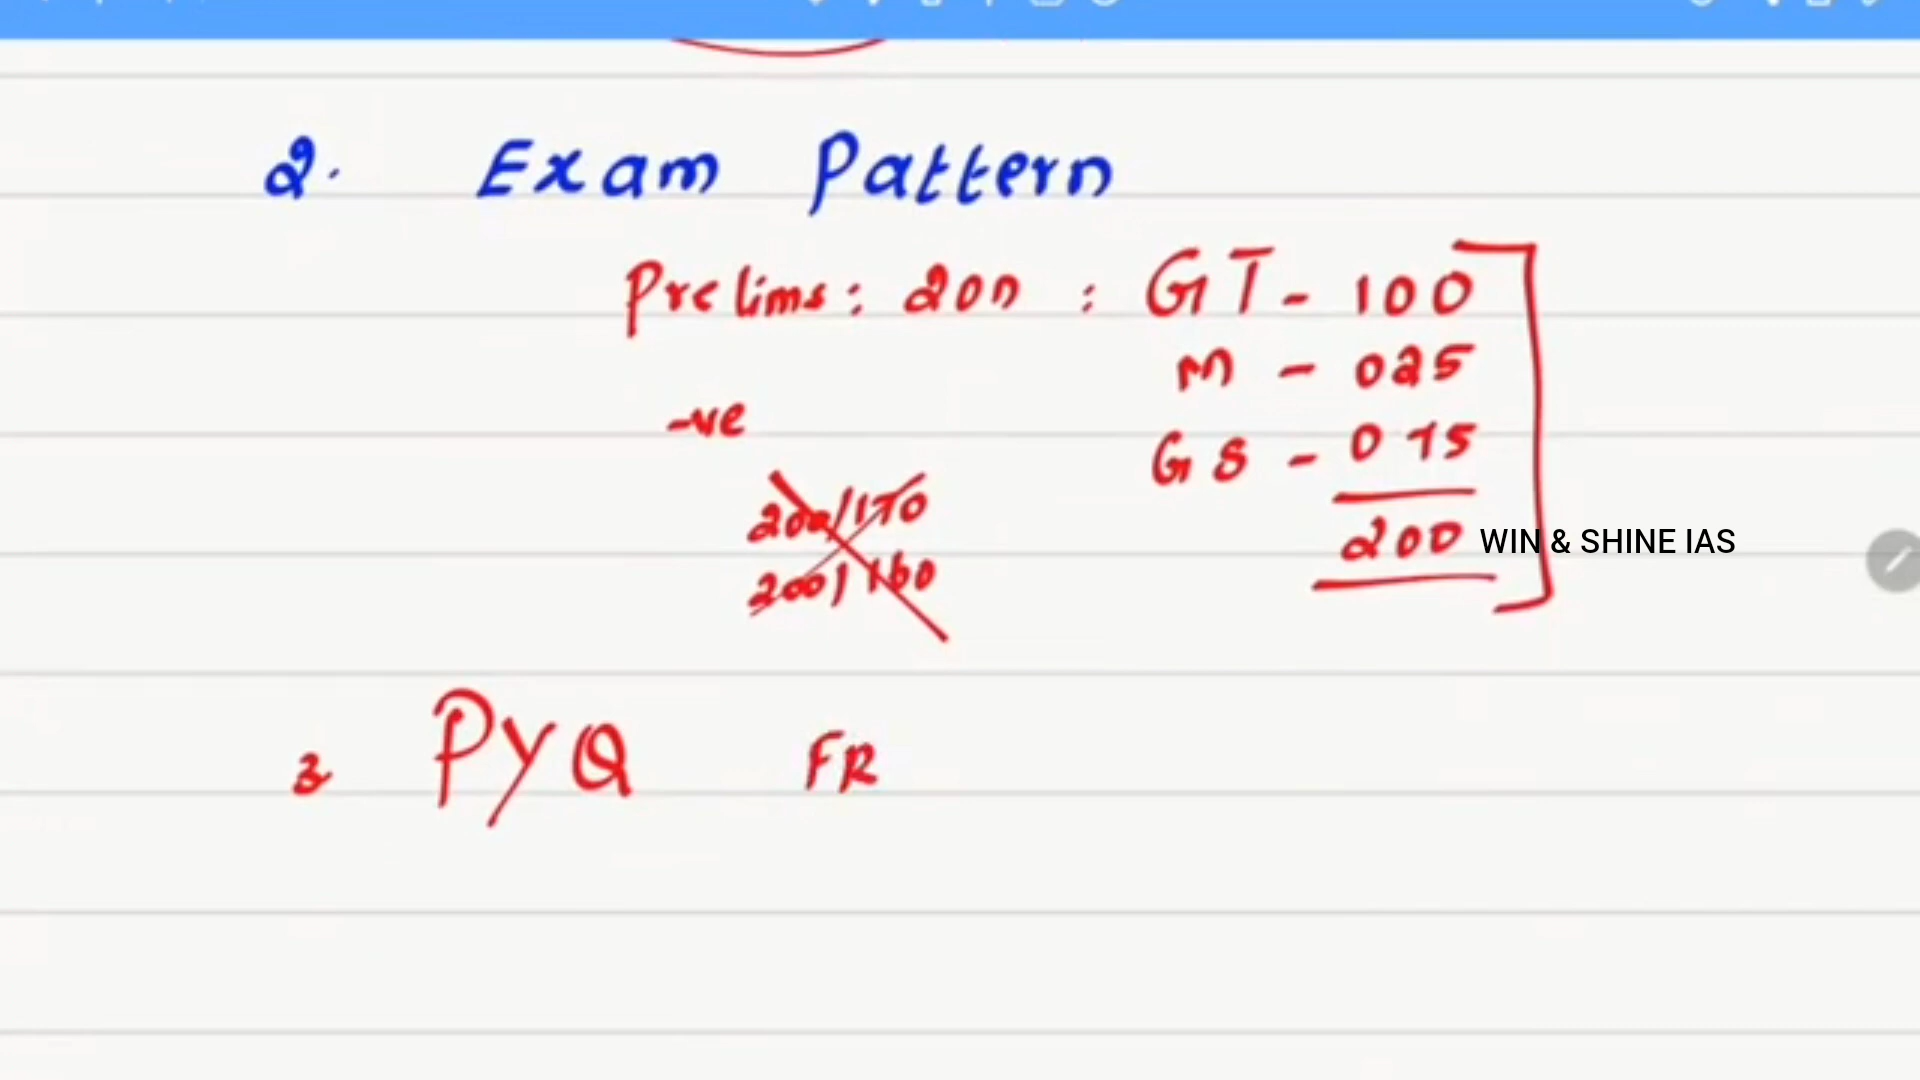 2. Exam Pattern
Prelims: 200 : GT - 100
M - 025
-ve
GS - 075
200/170
200 WIN & SHINE IAS
200/160
3 PYQ FR